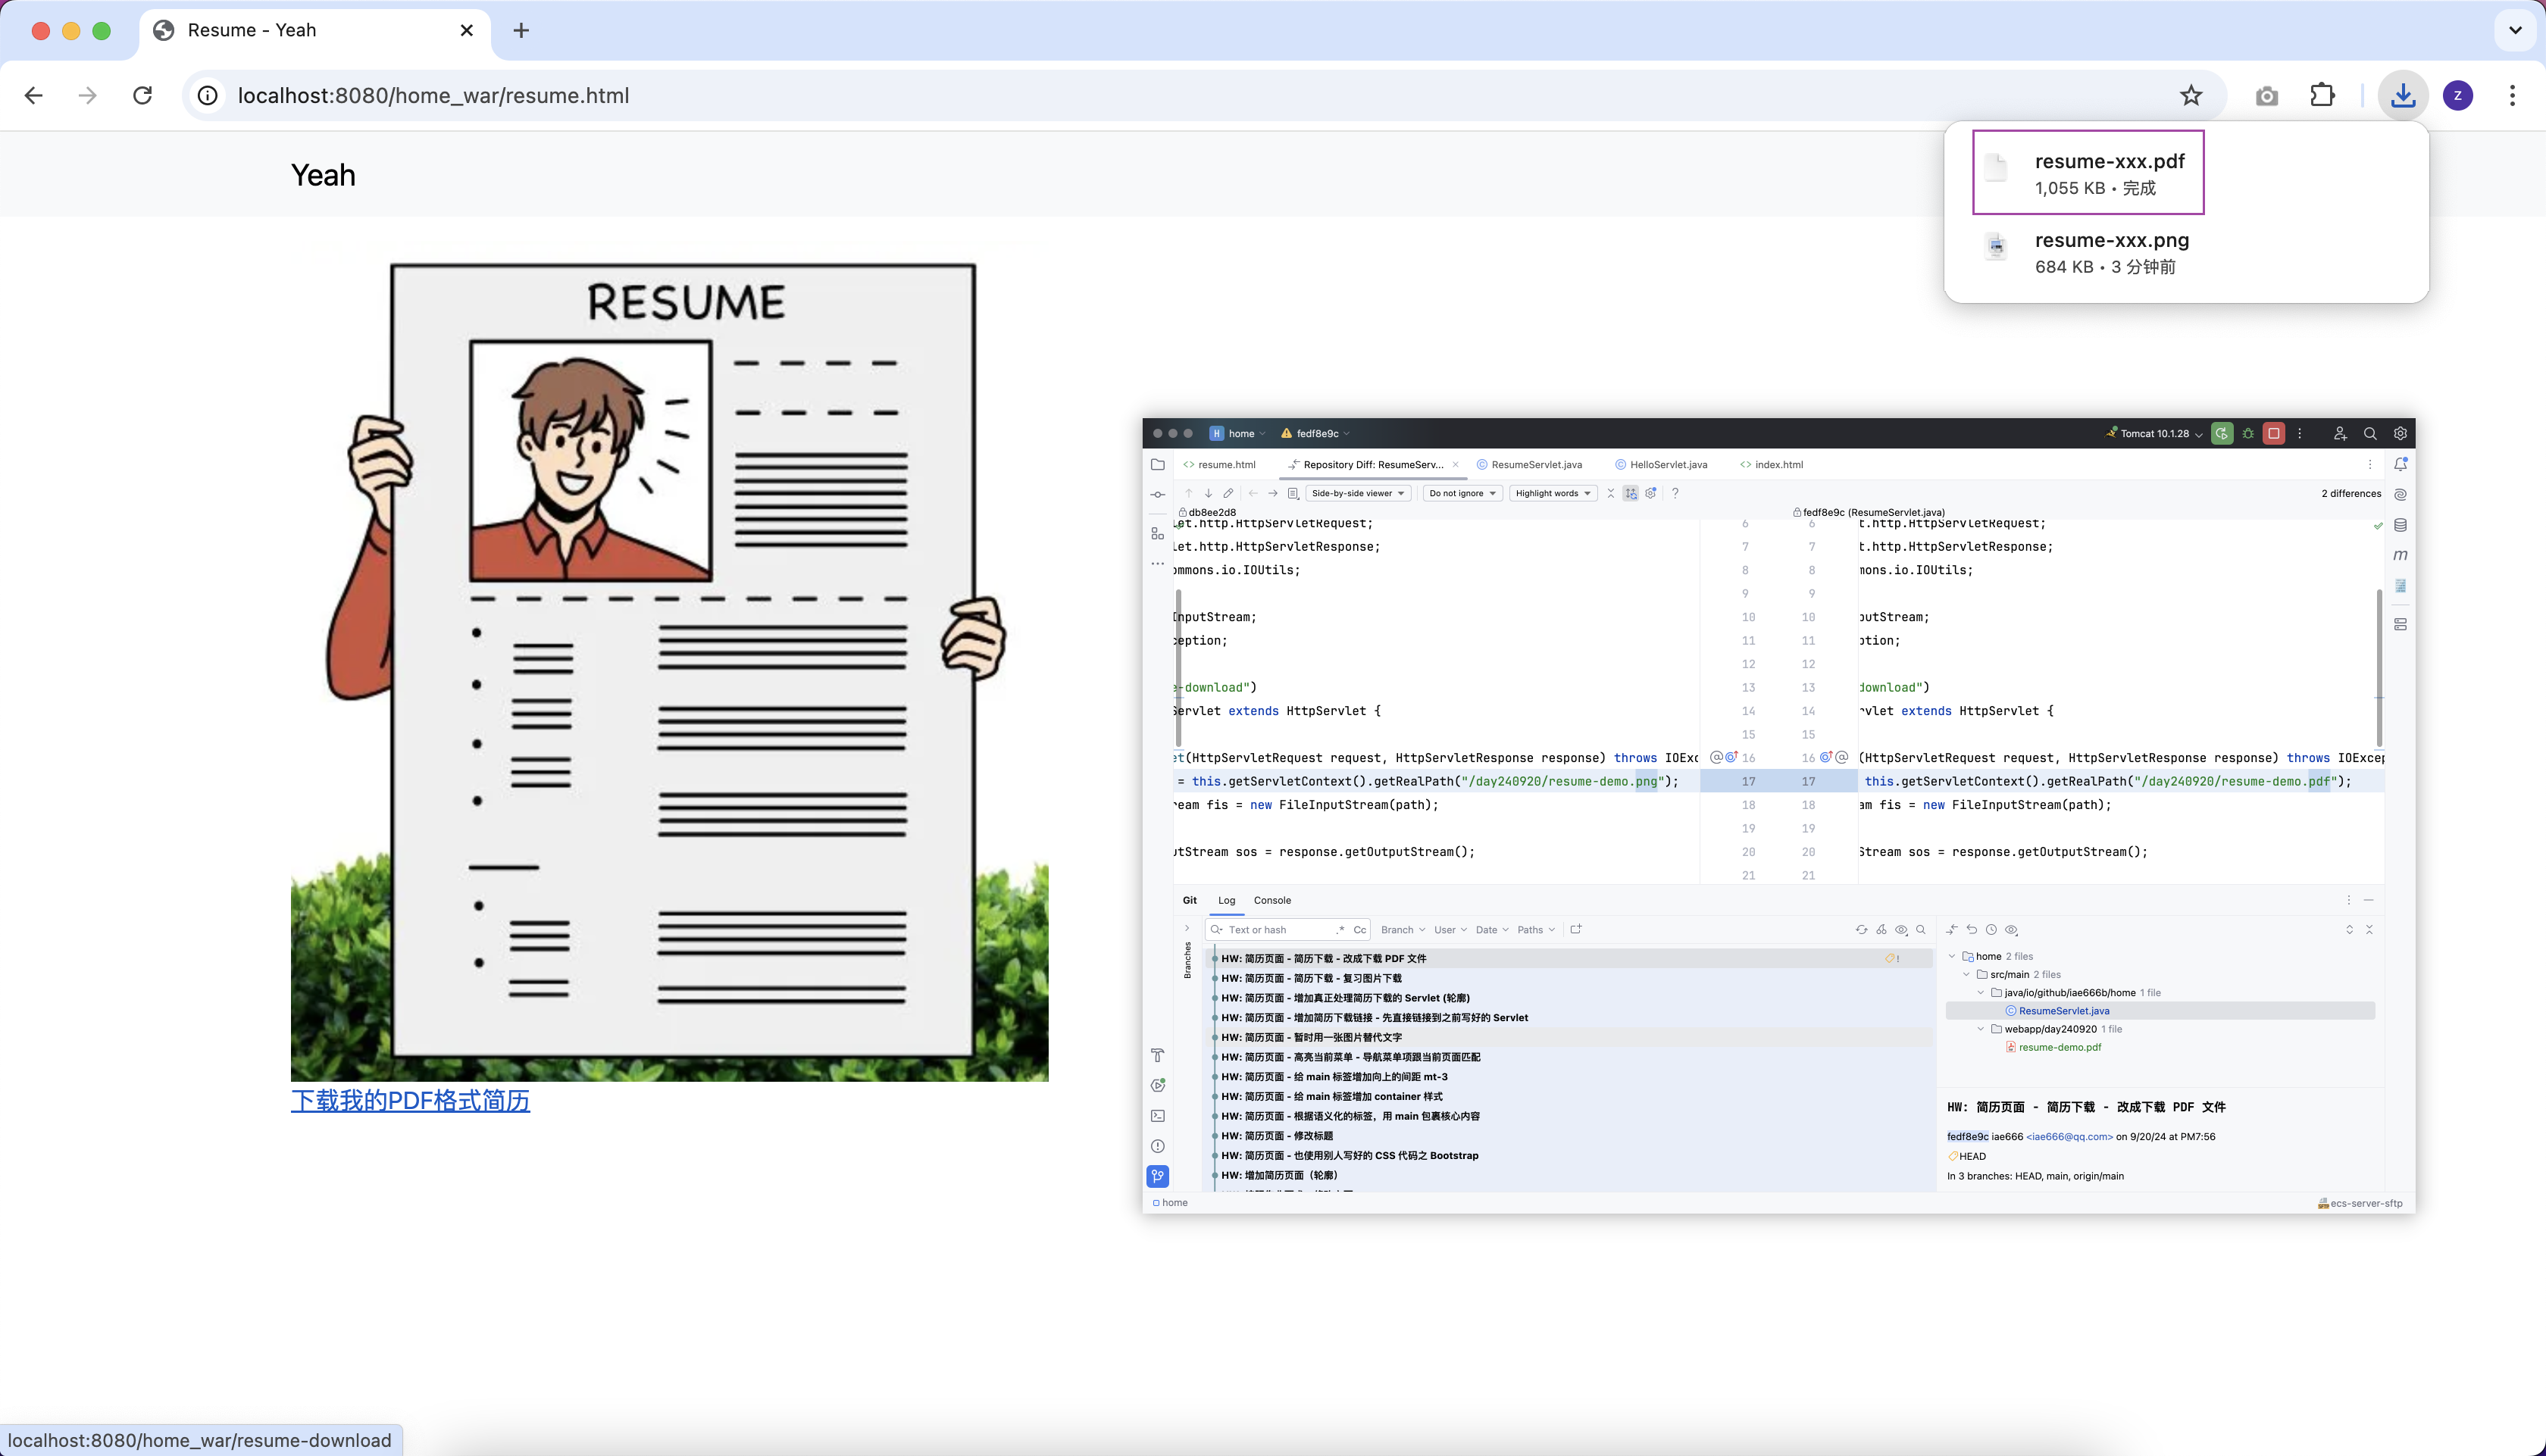 Resume - Yeah
localhost:8080/home_war/resume.html
Z
resume-xxx.pdf
1,055 KB • 完成
resume-xxx.png
684 KB • 3 分钟前
Yeah
RESUME
下载我的PDF格式简历
H home
fedf8e9c
Tomcat 10.1.28
resume.html
Repository Diff: ResumeServ...
ResumeServlet.java
HelloServlet.java
index.html
Side-by-side viewer
Do not ignore
Highlight words
?
2 differences
db8ee2d8
fedf8e9c (ResumeServlet.java)
let.http.HttpServletRequest; 6 6 t.http.HttpServletRequest;
let.http.HttpServletResponse; 7 7 t.http.HttpServletResponse;
ommons.io.IOUtils; 8 8 mons.io.IOUtils;
9 9
InputStream; 10 10 putStream;
ception; 11 11 ption;
12 12
e-download") 13 13 download")
Servlet extends HttpServlet { 14 14 rvlet extends HttpServlet {
15 15
et(HttpServletRequest request, HttpServletResponse response) throws IOExc 16 16 (HttpServletRequest request, HttpServletResponse response) throws IOExcep
= this.getServletContext().getRealPath("/day240920/resume-demo.png"); 17 17 this.getServletContext().getRealPath("/day240920/resume-demo.pdf");
ream fis = new FileInputStream(path); 18 18 am fis = new FileInputStream(path);
19 19
utStream sos = response.getOutputStream(); 20 20 Stream sos = response.getOutputStream();
21 21
Git Log Console
Branches
Text or hash .* Cc Branch User Date Paths
HW: 简历页面 - 简历下载 - 改成下载 PDF 文件
HW: 简历页面 - 简历下载 - 复习图片下载
HW: 简历页面 - 增加真正处理简历下载的 Servlet (轮廓)
HW: 简历页面 - 增加简历下载链接 - 先直接链接到之前写好的 Servlet
HW: 简历页面 - 暂时用一张图片替代文字
HW: 简历页面 - 高亮当前菜单 - 导航菜单项跟当前页面匹配
HW: 简历页面 - 给 main 标签增加向上的间距 mt-3
HW: 简历页面 - 给 main 标签增加 container 样式
HW: 简历页面 - 根据语义化的标签，用 main 包裹核心内容
HW: 简历页面 - 修改标题
HW: 简历页面 - 也使用别人写好的 CSS 代码之 Bootstrap
HW: 增加简历页面（轮廓）
home 2 files
src/main 2 files
java/io/github/iae666b/home 1 file
ResumeServlet.java
webapp/day240920 1 file
resume-demo.pdf
HW: 简历页面 - 简历下载 - 改成下载 PDF 文件
fedf8e9c iae666 <iae666@qq.com> on 9/20/24 at PM7:56
HEAD
In 3 branches: HEAD, main, origin/main
home
ecs-server-sftp
localhost:8080/home_war/resume-download